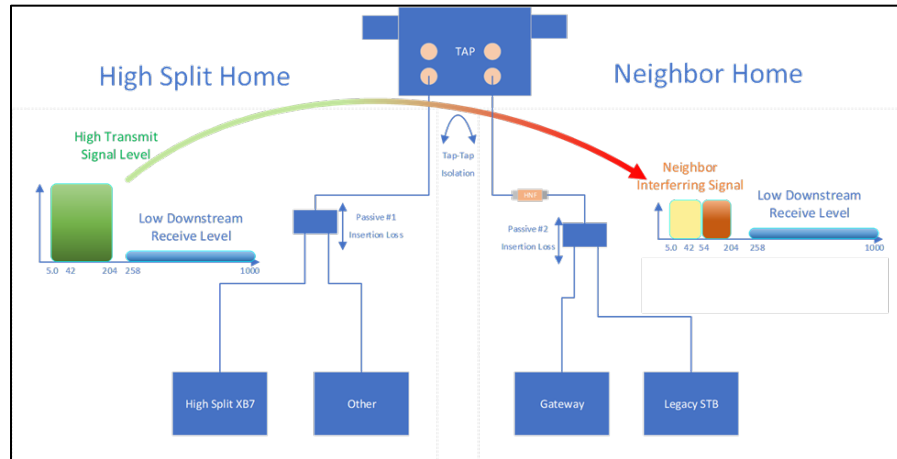 TAP
High Split Home
Neighbor Home
High Transmit
Signal Level
Tap-Tap
Isolation
Neighbor
Interferring Signal
Low Downstream
Receive Level
Low Downstream
Receive Level
Passive #1
Insertion Loss
Passive #2
Insertion Loss
5.0 42 204 258 1000
5.0 42 54 204 258 1000
High Split XB7
Other
Gateway
Legacy STB